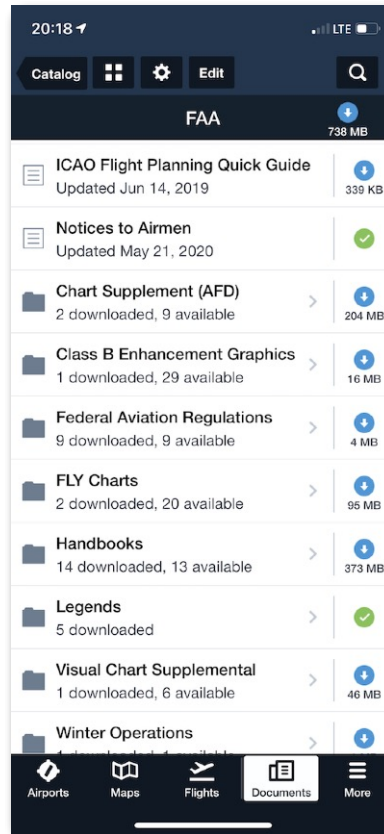 20:18
LTE
Catalog
Edit
FAA
738 MB
ICAO Flight Planning Quick Guide
Updated Jun 14, 2019
339 KB
Notices to Airmen
Updated May 21, 2020
Chart Supplement (AFD)
2 downloaded, 9 available
204 MB
Class B Enhancement Graphics
1 downloaded, 29 available
16 MB
Federal Aviation Regulations
9 downloaded, 9 available
4 MB
FLY Charts
2 downloaded, 20 available
95 MB
Handbooks
14 downloaded, 13 available
373 MB
Legends
5 downloaded
Visual Chart Supplemental
1 downloaded, 6 available
46 MB
Winter Operations
Airports
Maps
Flights
Documents
More